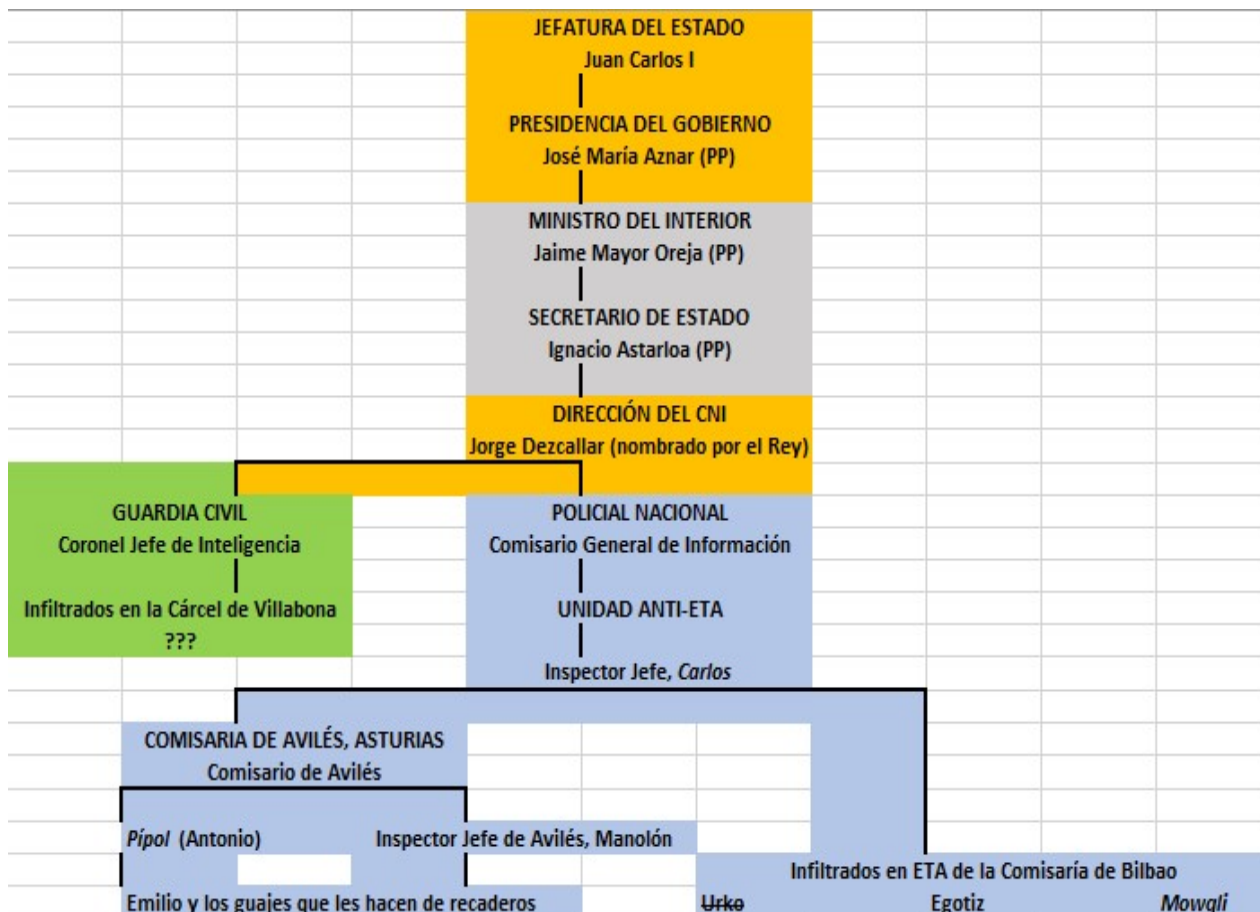 JEFATURA DEL ESTADO
Juan Carlos I
PRESIDENCIA DEL GOBIERNO
José María Aznar (PP)
MINISTRO DEL INTERIOR
Jaime Mayor Oreja (PP)
SECRETARIO DE ESTADO
Ignacio Astarloa (PP)
DIRECCIÓN DEL CNI
Jorge Dezcallar (nombrado por el Rey)
GUARDIA CIVIL
Coronel Jefe de Inteligencia
Infiltrados en la Cárcel de Villabona
???
POLICIAL NACIONAL
Comisario General de Información
UNIDAD ANTI-ETA
Inspector Jefe, Carlos
COMISARIA DE AVILÉS, ASTURIAS
Comisario de Avilés
Pípol (Antonio)
Inspector Jefe de Avilés, Manolón
Emilio y los guajes que les hacen de recaderos
Infiltrados en ETA de la Comisaría de Bilbao
Urko
Egotiz
Mowgli